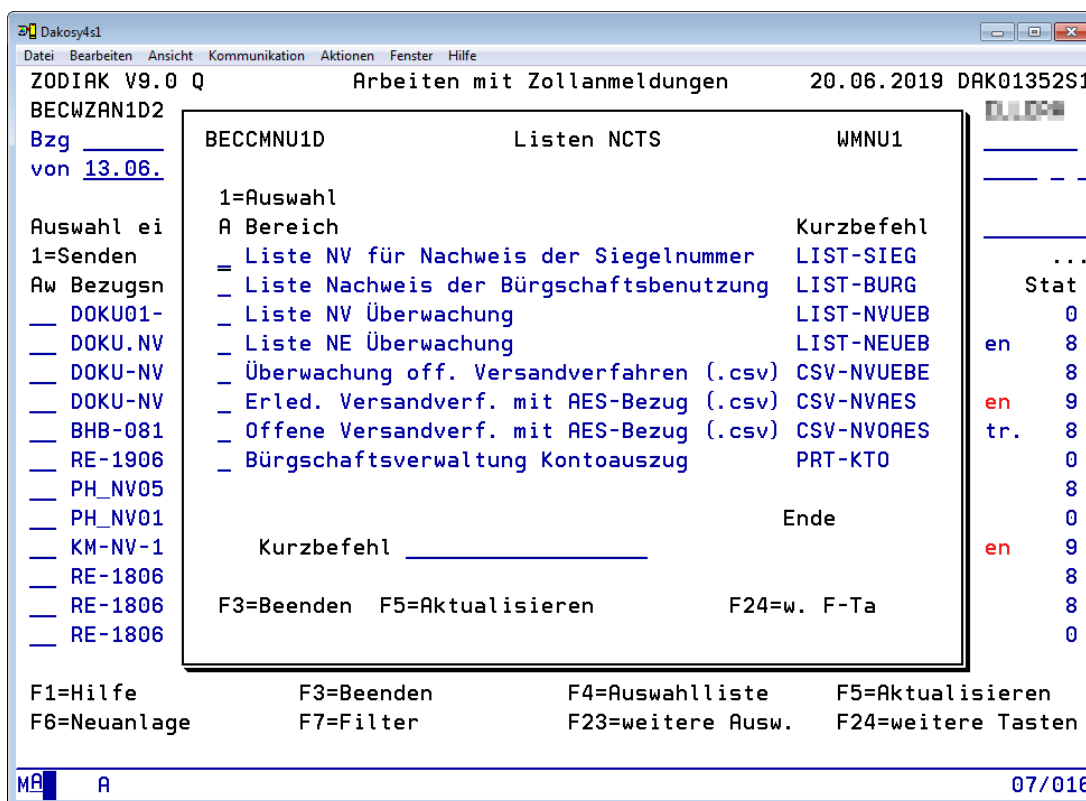 Dakosy4s1
Datei Bearbeiten Ansicht Kommunikation Aktionen Fenster Hilfe
ZODIAK V9.0 Q Arbeiten mit Zollanmeldungen 20.06.2019 DAK01352S1
BECWZAN1D2
Bzg
von 13.06.
Auswahl ei
1=Senden ...
Aw Bezugsn Stat
DOKU01- 0
DOKU.NV en 8
DOKU-NV 8
DOKU-NV en 9
BHB-081 tr. 8
RE-1906 0
PH_NV05 8
PH_NV01 0
KM-NV-1 en 9
RE-1806 8
RE-1806 8
RE-1806 0
BECCMNU1D Listen NCTS WMNU1
1=Auswahl
A Bereich Kurzbefehl
_ Liste NV für Nachweis der Siegelnummer LIST-SIEG
_ Liste Nachweis der Bürgschaftsbenutzung LIST-BURG
_ Liste NV Überwachung LIST-NVUEB
_ Liste NE Überwachung LIST-NEUEB
_ Überwachung off. Versandverfahren (.csv) CSV-NVUEBE
_ Erled. Versandverf. mit AES-Bezug (.csv) CSV-NVAES
_ Offene Versandverf. mit AES-Bezug (.csv) CSV-NVOAES
_ Bürgschaftsverwaltung Kontoauszug PRT-KTO
Ende
Kurzbefehl
F3=Beenden F5=Aktualisieren F24=w. F-Ta
F1=Hilfe F3=Beenden F4=Auswahlliste F5=Aktualisieren
F6=Neuanlage F7=Filter F23=weitere Ausw. F24=weitere Tasten
MA A 07/016